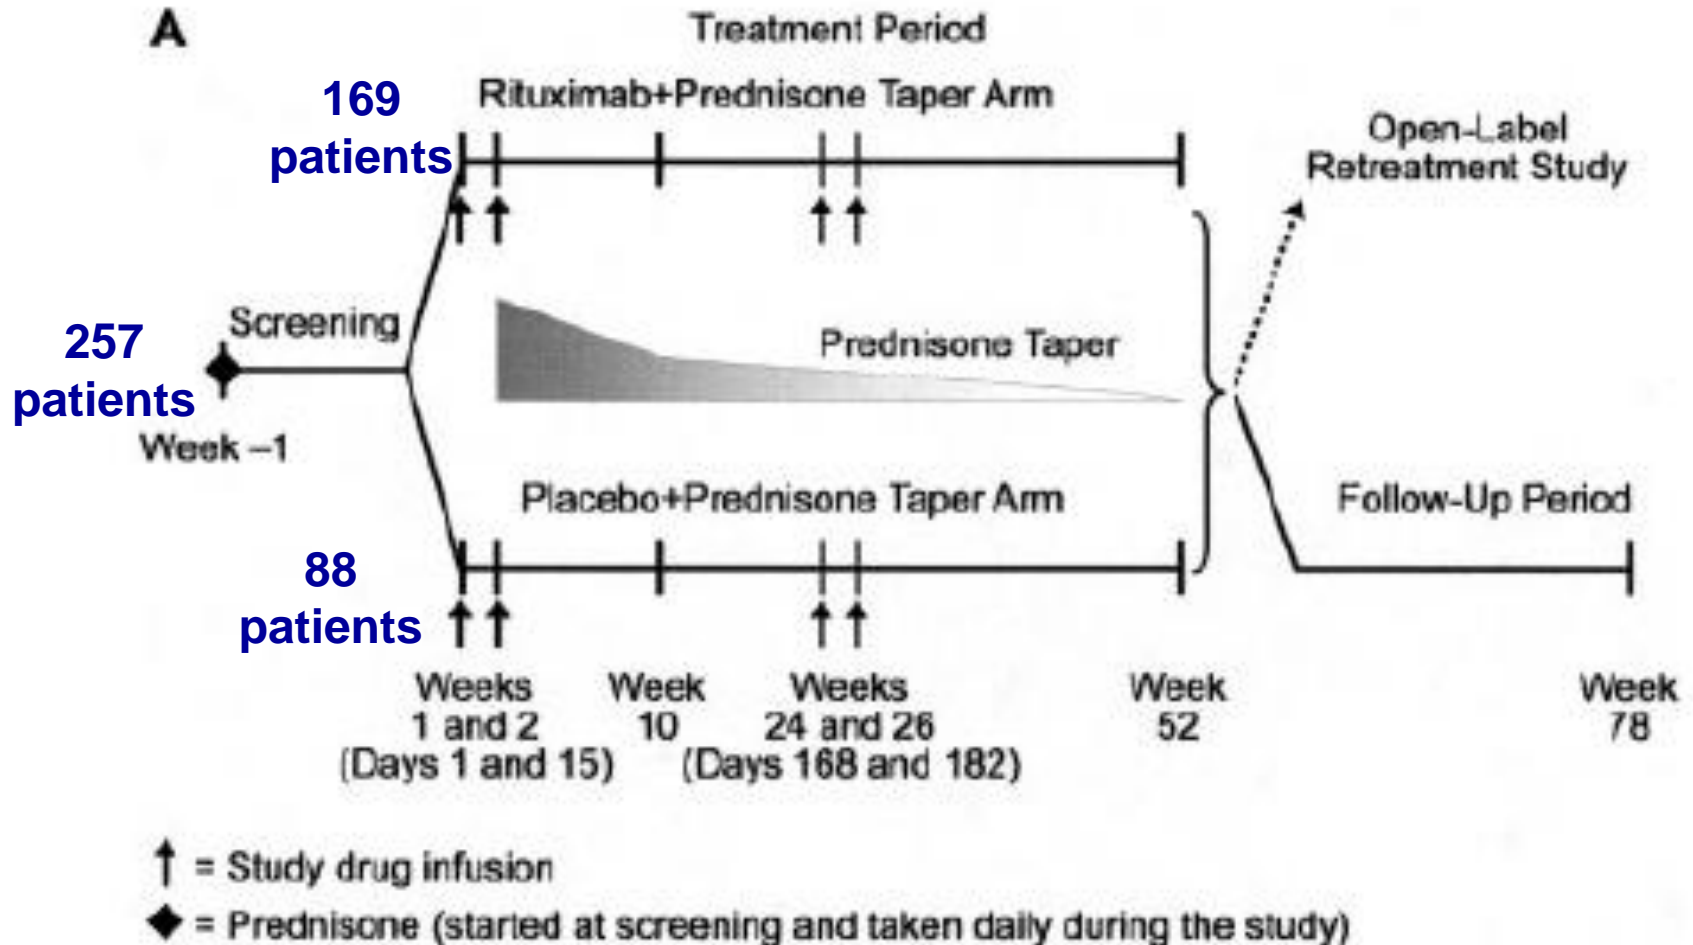 A
Treatment Period
169
patients
Rituximab+Prednisone Taper Arm
Open-Label
Retreatment Study
257
patients
Screening
Week –1
Prednisone Taper
Placebo+Prednisone Taper Arm
Follow-Up Period
88
patients
Weeks
1 and 2
(Days 1 and 15)
Week
10
Weeks
24 and 26
(Days 168 and 182)
Week
52
Week
78
↑ = Study drug infusion
◆ = Prednisone (started at screening and taken daily during the study)